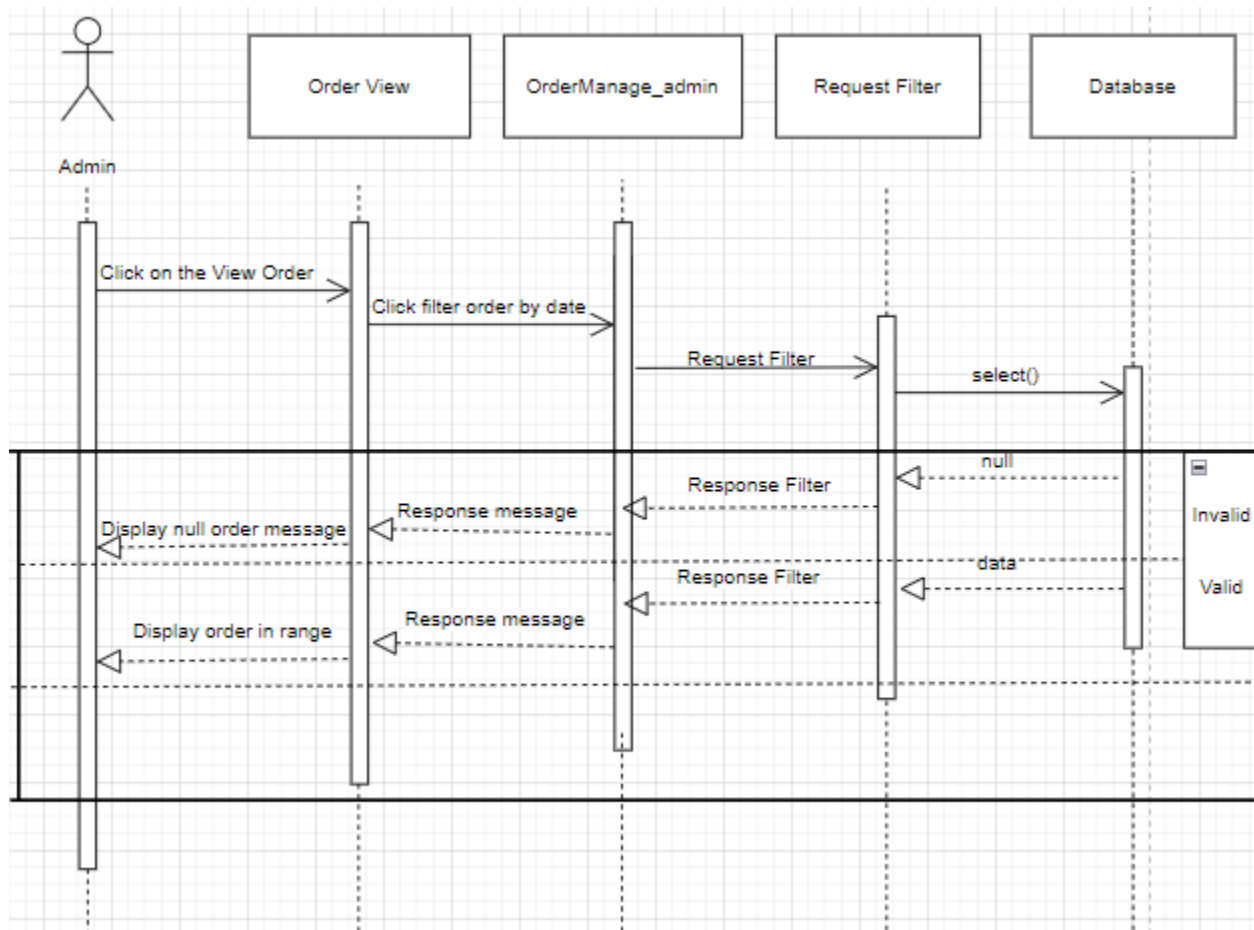 Order View
OrderManage_admin
Request Filter
Database
Admin
Click on the View Order
Click filter order by date
Request Filter
select()
null
Response Filter
Response message
Display null order message
Invalid
data
Response Filter
Valid
Response message
Display order in range